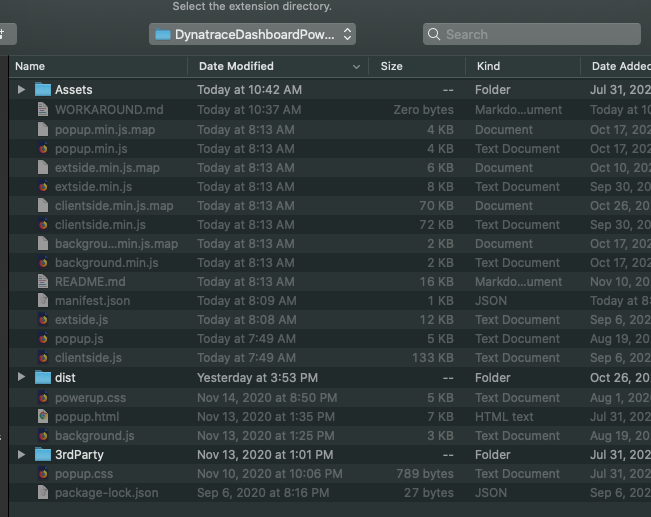 Select the extension directory.
DynatraceDashboardPow... Search
Name Date Modified Size Kind Date Added
Assets Today at 10:42 AM -- Folder Jul 31, 202
WORKAROUND.md Today at 10:37 AM Zero bytes Markdo...ument Today at 10
popup.min.js.map Today at 8:13 AM 4 KB Document Oct 17, 202
popup.min.js Today at 8:13 AM 4 KB Text Document Oct 17, 202
extside.min.js.map Today at 8:13 AM 6 KB Document Oct 10, 202
extside.min.js Today at 8:13 AM 8 KB Text Document Sep 30, 20
clientside.min.js.map Today at 8:13 AM 70 KB Document Oct 26, 20
clientside.min.js Today at 8:13 AM 72 KB Text Document Sep 30, 20
backgrou...min.js.map Today at 8:13 AM 2 KB Document Oct 17, 202
background.min.js Today at 8:13 AM 2 KB Text Document Oct 17, 202
README.md Today at 8:13 AM 16 KB Markdo...ument Nov 10, 20
manifest.json Today at 8:09 AM 1 KB JSON Today at 8
extside.js Today at 8:08 AM 12 KB Text Document Sep 6, 202
popup.js Today at 7:49 AM 5 KB Text Document Aug 19, 20
clientside.js Today at 7:49 AM 133 KB Text Document Sep 6, 202
dist Yesterday at 3:53 PM -- Folder Oct 26, 20
powerup.css Nov 14, 2020 at 8:50 PM 5 KB Text Document Aug 1, 202
popup.html Nov 13, 2020 at 1:35 PM 7 KB HTML text Jul 31, 202
background.js Nov 13, 2020 at 1:25 PM 3 KB Text Document Aug 19, 20
3rdParty Nov 13, 2020 at 1:01 PM -- Folder Jul 31, 202
popup.css Nov 10, 2020 at 10:06 PM 789 bytes Text Document Jul 31, 202
package-lock.json Sep 6, 2020 at 8:16 PM 27 bytes JSON Sep 6, 202